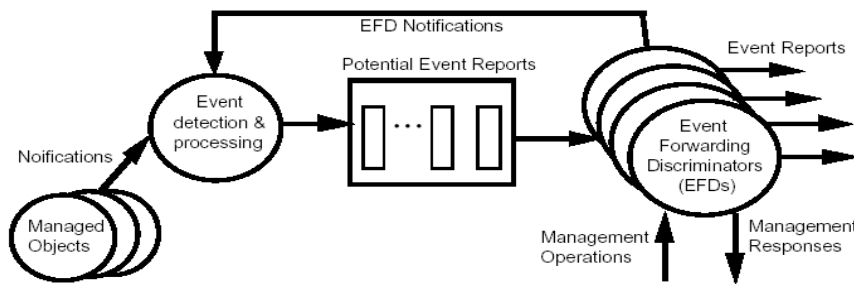 EFD Notifications
Potential Event Reports
Event Reports
Event
detection &
processing
...
Event
Forwarding
Discriminators
(EFDs)
Noifications
Managed
Objects
Management
Operations
Management
Responses